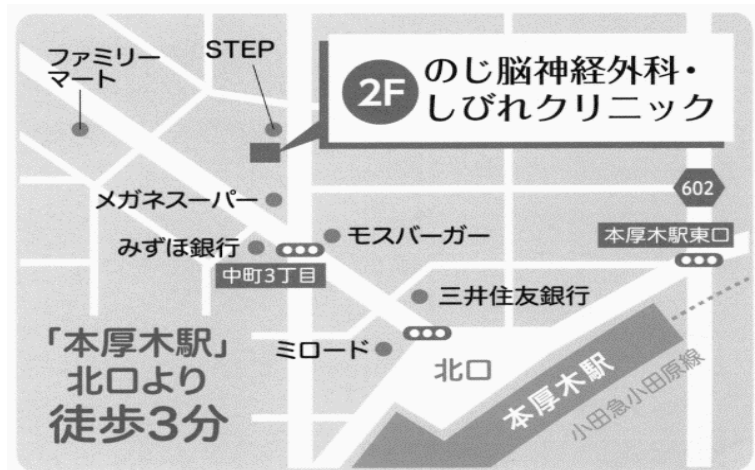 ファミリー
マート
STEP
2F
のじ脳神経外科・
しびれクリニック
メガネスーパー
602
みずほ銀行
モスバーガー
本厚木駅東口
中町3丁目
三井住友銀行
ミロード
北口
本厚木駅
小田急小田原線
「本厚木駅」
北口より
徒歩3分